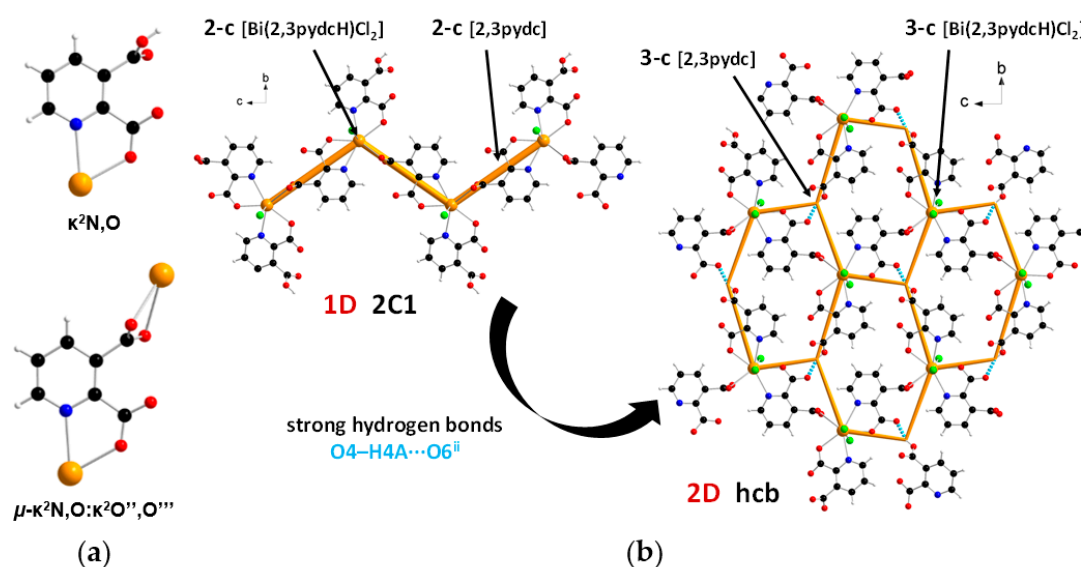 2-c [Bi(2,3pydcH)Cl₂]
2-c [2,3pydc]
3-c [2,3pydc]
3-c [Bi(2,3pydcH)Cl₂]
b
c
b
c
κ²N,O
1D 2C1
strong hydrogen bonds
O4–H4A···O6ⁱⁱ
2D hcb
μ-κ²N,O:κ²O'',O'''
(a)
(b)